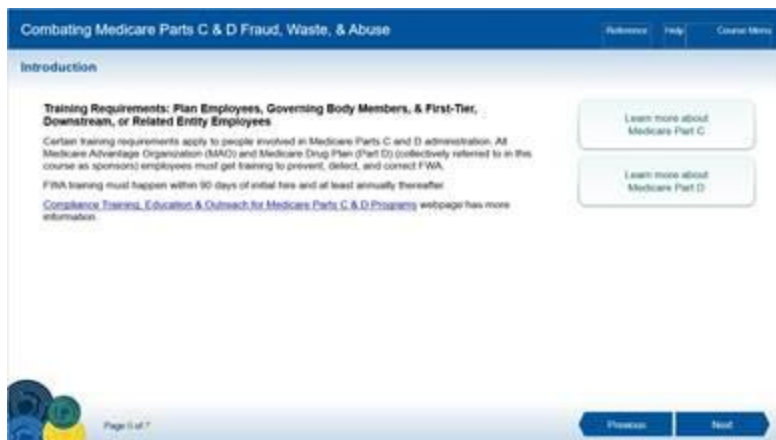 Combating Medicare Parts C & D Fraud, Waste, & Abuse
Reference Help Course Menu
Introduction
Training Requirements: Plan Employees, Governing Body Members, & First-Tier,
Downstream, or Related Entity Employees
Certain training requirements apply to people involved in Medicare Parts C and D administration. All
Medicare Advantage Organization (MAO) and Medicare Drug Plan (Part D) (collectively referred to in this
course as sponsors) employees must get training to prevent, detect, and correct FWA.
FWA training must happen within 90 days of initial hire and at least annually thereafter.
Compliance Training, Education & Outreach for Medicare Parts C & D Programs webpage has more
information.
Learn more about
Medicare Part C
Learn more about
Medicare Part D
Page of 7
Previous Next